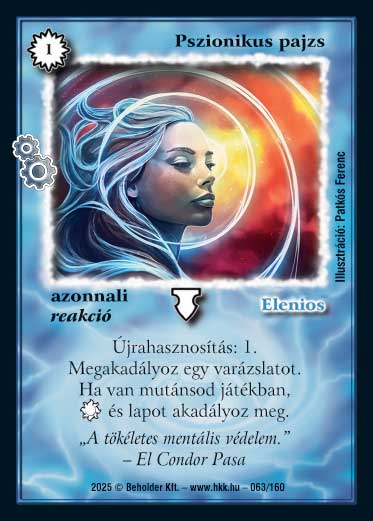 1
Pszionikus pajzs
Illusztráció: Patkós Ferenc
azonnali
reakció
Elenios
Újrahasznosítás: 1.
Megakadályoz egy varázslatot.
Ha van mutánsod játékban,
és lapot akadályoz meg.
„A tökéletes mentális védelem.”
– El Condor Pasa
2025 © Beholder Kft. – www.hkk.hu – 063/160